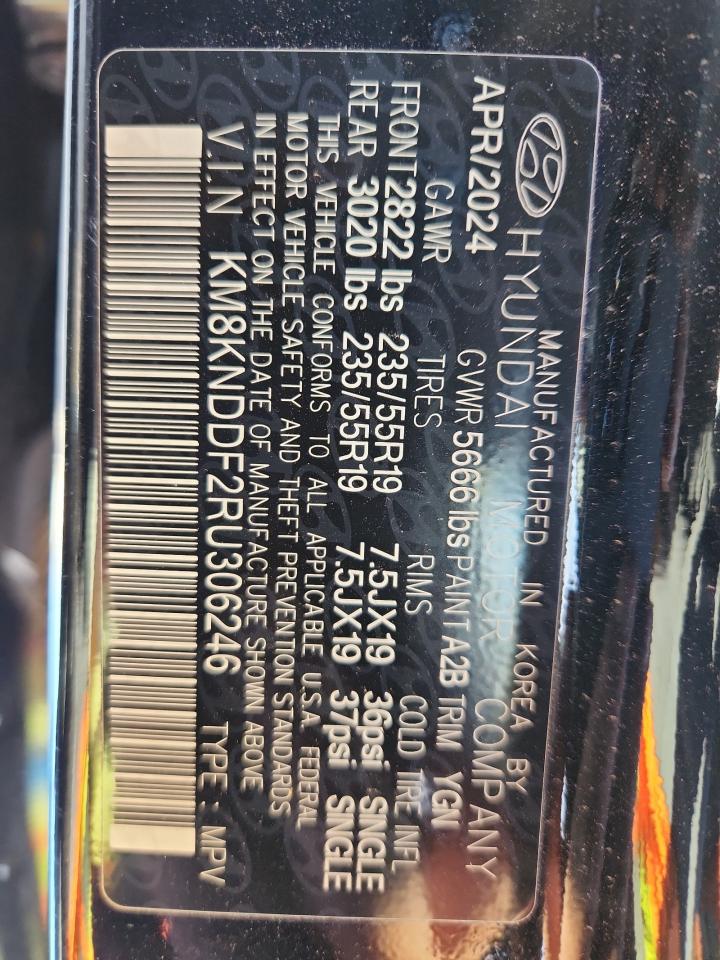 MANUFACTURED IN KOREA BY
HYUNDAI MOTOR COMPANY
APR/2024 GVWR 5666 lbs PAINT A2B TRIM YGN
GAWR TIRES RIMS COLD TIRE INFL
FRONT 2822 lbs 235/55R19 7.5JX19 36psi SINGLE
REAR 3020 lbs 235/55R19 7.5JX19 37psi SINGLE
THIS VEHICLE CONFORMS TO ALL APPLICABLE U.S.A. FEDERAL
MOTOR VEHICLE SAFETY AND THEFT PREVENTION STANDARDS
IN EFFECT ON THE DATE OF MANUFACTURE SHOWN ABOVE
V.I.N KM8KNDDF2RU306246 TYPE : MPV